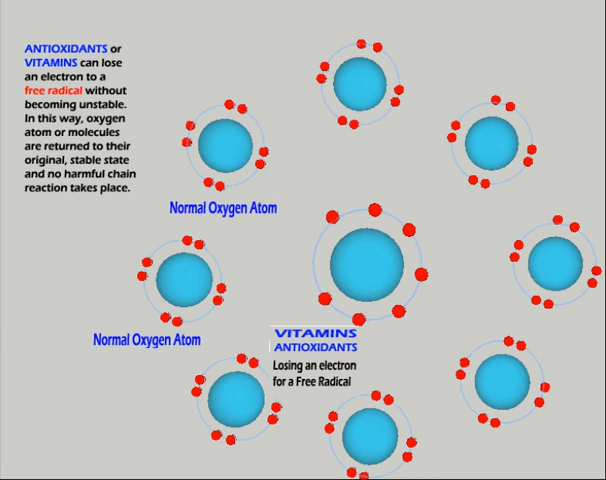 ANTIOXIDANTS or
VITAMINS can lose
an electron to a
free radical without
becoming unstable.
In this way, oxygen
atom or molecules
are returned to their
original, stable state
and no harmful chain
reaction takes place.
Normal Oxygen Atom
Normal Oxygen Atom
VITAMINS
ANTIOXIDANTS
Losing an electron
for a Free Radical